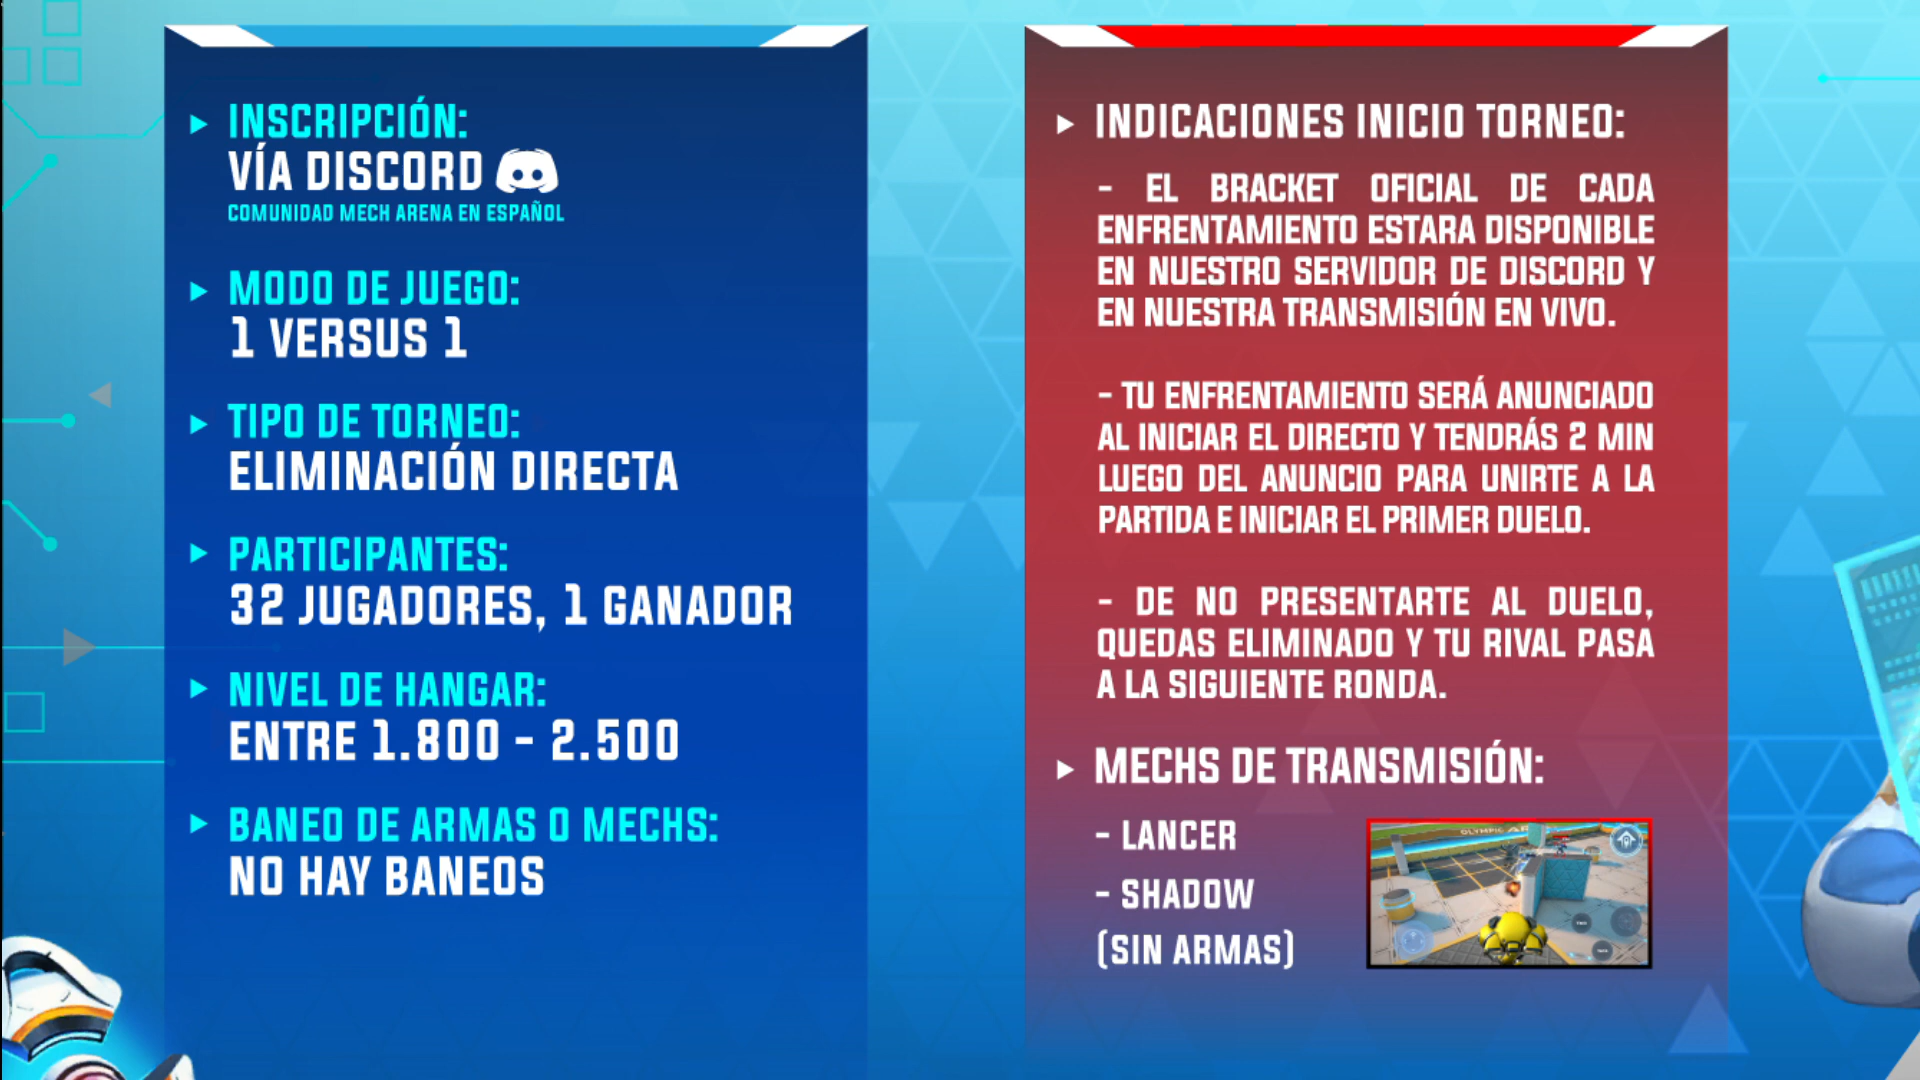 INSCRIPCIÓN:
VÍA DISCORD
COMUNIDAD MECH ARENA EN ESPAÑOL
MODO DE JUEGO:
1 VERSUS 1
TIPO DE TORNEO:
ELIMINACIÓN DIRECTA
PARTICIPANTES:
32 JUGADORES, 1 GANADOR
NIVEL DE HANGAR:
ENTRE 1.800 - 2.500
BANEO DE ARMAS O MECHS:
NO HAY BANEOS
INDICACIONES INICIO TORNEO:
- EL BRACKET OFICIAL DE CADA
ENFRENTAMIENTO ESTARA DISPONIBLE
EN NUESTRO SERVIDOR DE DISCORD Y
EN NUESTRA TRANSMISIÓN EN VIVO.
- TU ENFRENTAMIENTO SERÁ ANUNCIADO
AL INICIAR EL DIRECTO Y TENDRÁS 2 MIN
LUEGO DEL ANUNCIO PARA UNIRTE A LA
PARTIDA E INICIAR EL PRIMER DUELO.
- DE NO PRESENTARTE AL DUELO,
QUEDAS ELIMINADO Y TU RIVAL PASA
A LA SIGUIENTE RONDA.
MECHS DE TRANSMISIÓN:
- LANCER
- SHADOW
(SIN ARMAS)
OLYMPIC